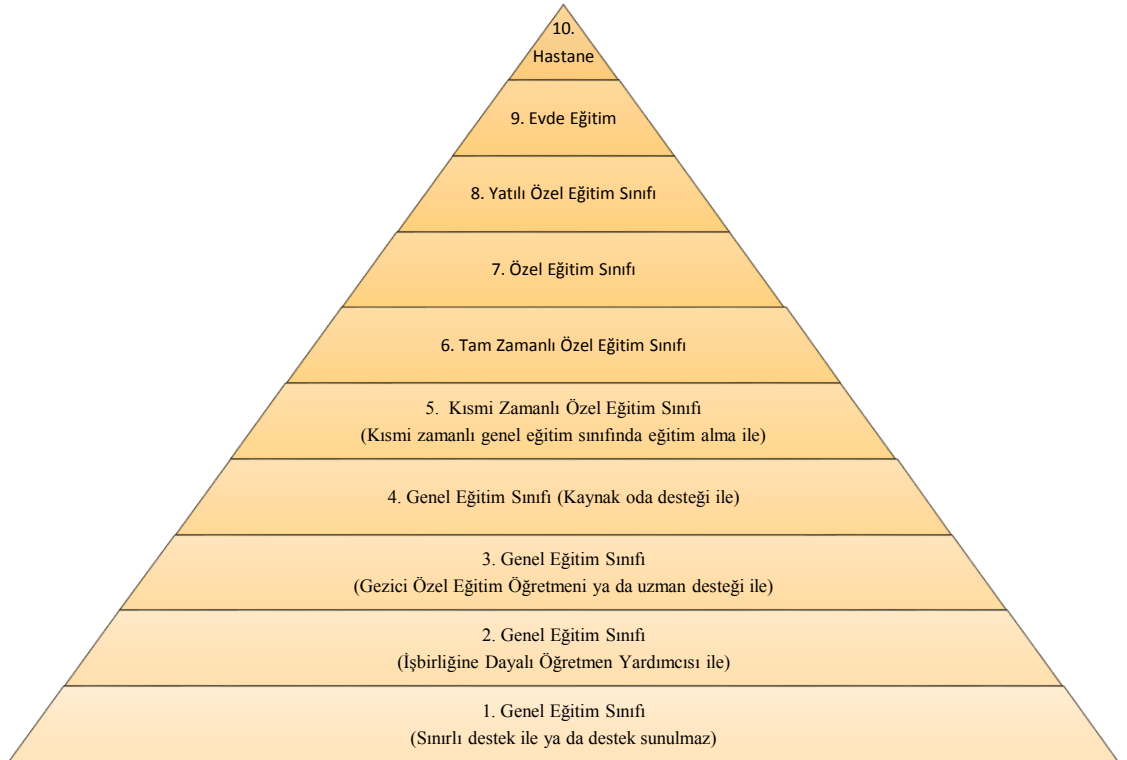 10.
Hastane
9. Evde Eğitim
8. Yatılı Özel Eğitim Sınıfı
7. Özel Eğitim Sınıfı
6. Tam Zamanlı Özel Eğitim Sınıfı
5. Kısmi Zamanlı Özel Eğitim Sınıfı
(Kısmi zamanlı genel eğitim sınıfında eğitim alma ile)
4. Genel Eğitim Sınıfı (Kaynak oda desteği ile)
3. Genel Eğitim Sınıfı
(Gezici Özel Eğitim Öğretmeni ya da uzman desteği ile)
2. Genel Eğitim Sınıfı
(İşbirliğine Dayalı Öğretmen Yardımcısı ile)
1. Genel Eğitim Sınıfı
(Sınırlı destek ile ya da destek sunulmaz)